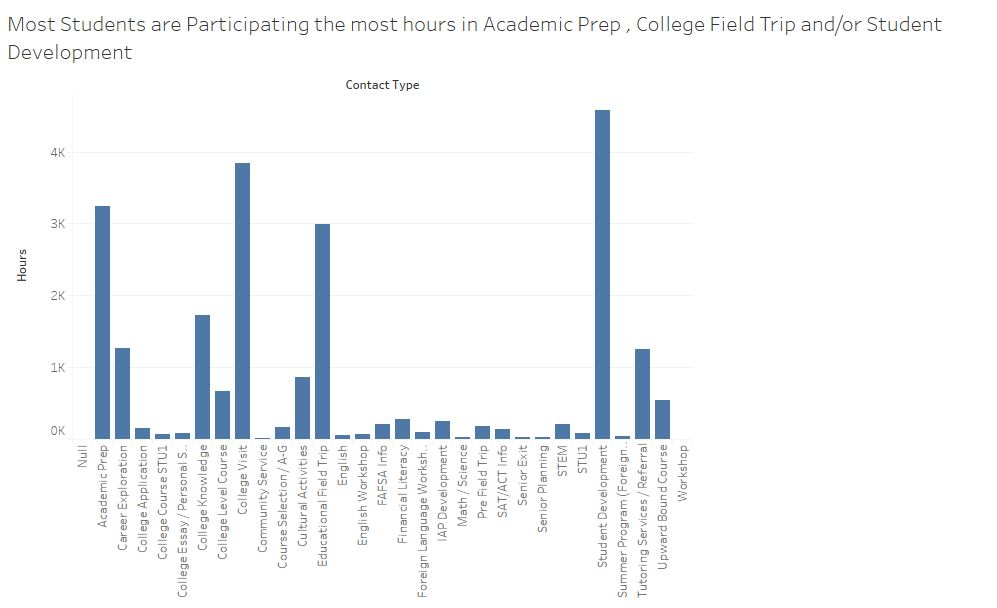 Most Students are Participating the most hours in Academic Prep , College Field Trip and/or Student
Development
Contact Type
Hours
4K
3K
2K
1K
0K
Null
Academic Prep
Career Exploration
College Application
College Course STU1
College Essay / Personal S..
College Knowledge
College Level Course
College Visit
Community Service
Course Selection / A-G
Cultural Activities
Educational Field Trip
English
English Workshop
FAFSA Info
Financial Literacy
Foreign Language Worksh..
IAP Development
Math / Science
Pre Field Trip
SAT/ACT Info
Senior Exit
Senior Planning
STEM
STU1
Student Development
Summer Program (Foreign..
Tutoring Services / Referral
Upward Bound Course
Workshop